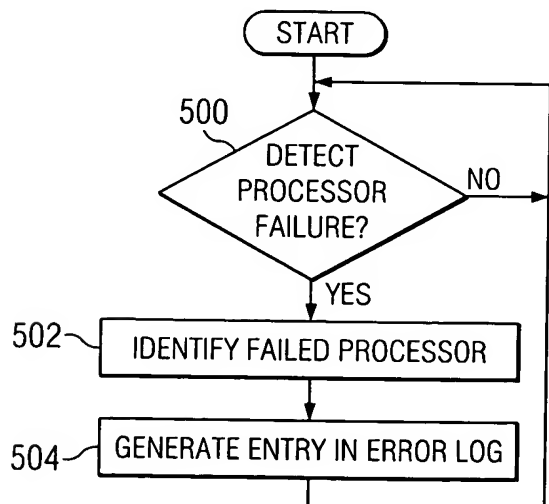 START
500
DETECT
PROCESSOR
FAILURE?
NO
YES
502
IDENTIFY FAILED PROCESSOR
504
GENERATE ENTRY IN ERROR LOG